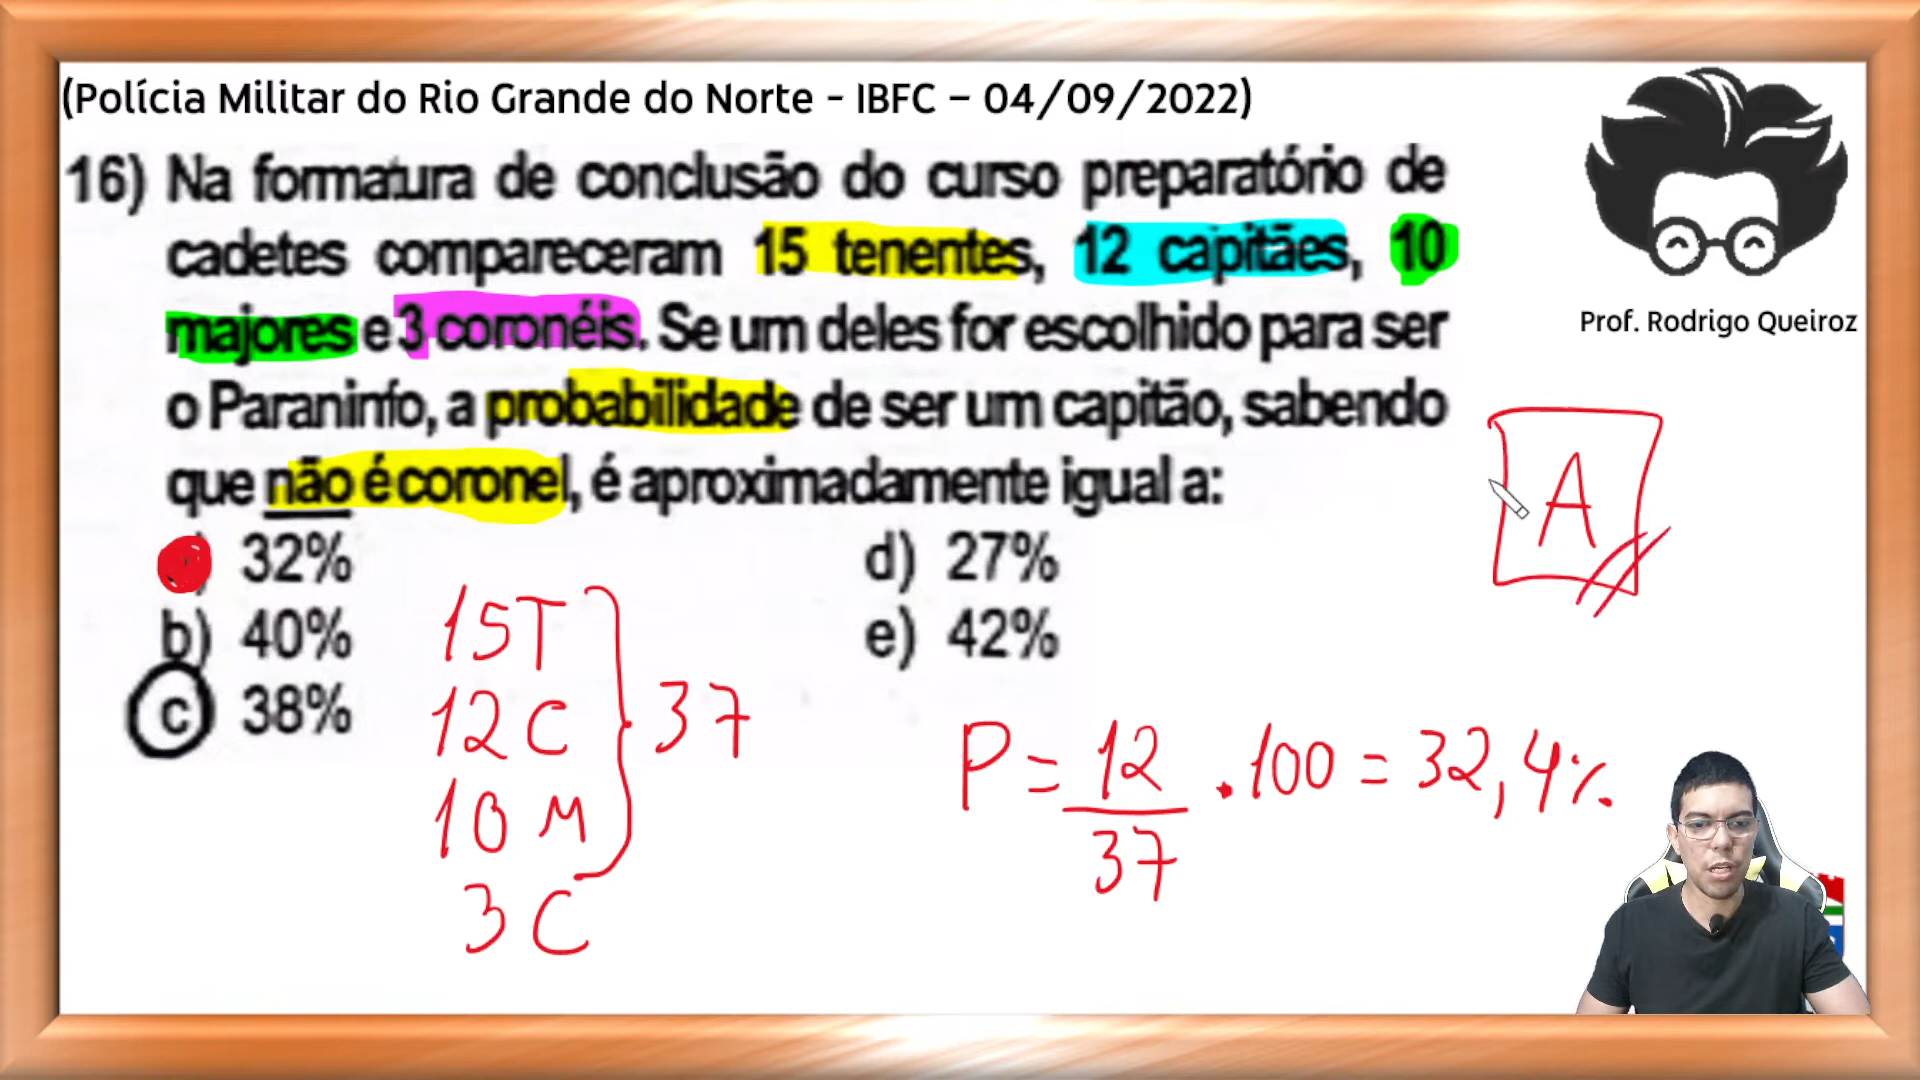 (Polícia Militar do Rio Grande do Norte - IBFC – 04/09/2022)
16) Na formatura de conclusão do curso preparatório de
cadetes compareceram 15 tenentes, 12 capitães, 10
majores e 3 coronéis. Se um deles for escolhido para ser
o Paraninfo, a probabilidade de ser um capitão, sabendo
que não é coronel, é aproximadamente igual a:
) 32%
b) 40%
c) 38%
d) 27%
e) 42%
Prof. Rodrigo Queiroz
A
15T
12C
10M
3C
37
P = 12/37 . 100 = 32,4%